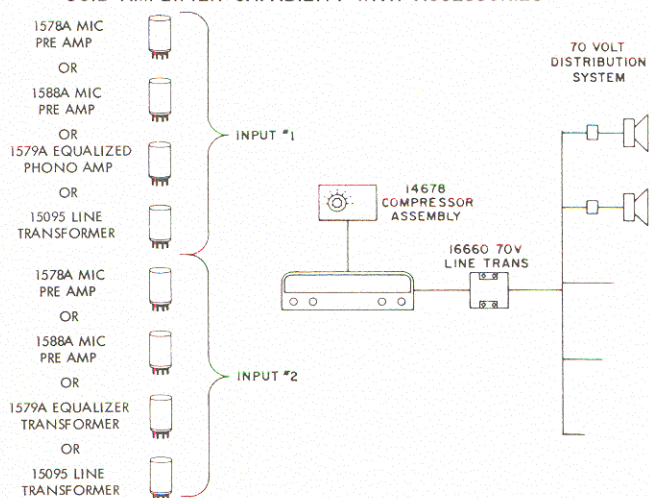 1578A MIC
PRE AMP
OR
1588A MIC
PRE AMP
OR
1579A EQUALIZED
PHONO AMP
OR
15095 LINE
TRANSFORMER
INPUT #1
1578A MIC
PRE AMP
OR
1588A MIC
PRE AMP
OR
1579A EQUALIZER
TRANSFORMER
OR
15095 LINE
TRANSFORMER
INPUT #2
14678
COMPRESSOR
ASSEMBLY
16660 70V
LINE TRANS
70 VOLT
DISTRIBUTION
SYSTEM